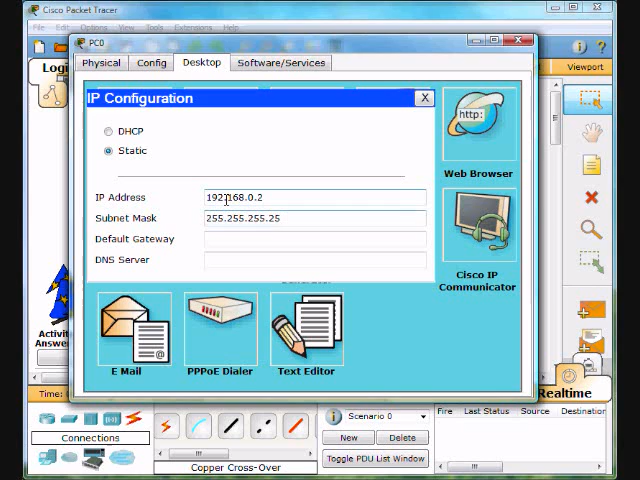 Cisco Packet Tracer
File Edit Options View Tools Extensions Help
PC0
Physical Config Desktop Software/Services
Viewport
IP Configuration X
DHCP
Static
IP Address 192.168.0.2
Subnet Mask 255.255.255.25
Default Gateway
DNS Server
http:
Web Browser
Cisco IP
Communicator
E Mail PPPoE Dialer Text Editor
Realtime
Connections
Copper Cross-Over
Scenario 0
New Delete
Toggle PDU List Window
Fire Last Status Source Destination